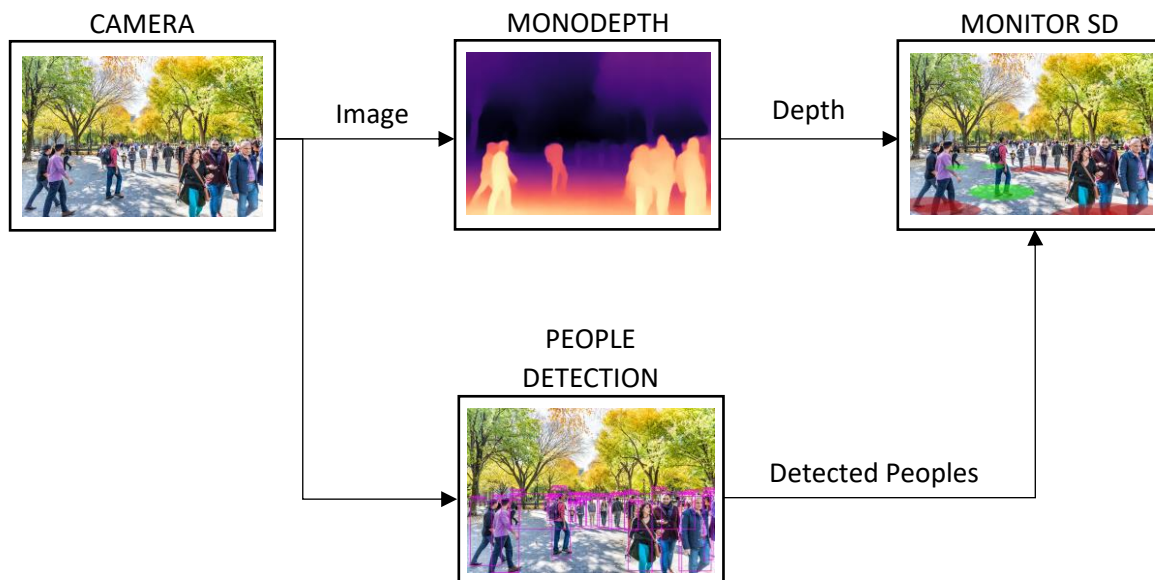 CAMERA
MONODEPTH
MONITOR SD
Image
Depth
PEOPLE
DETECTION
Detected Peoples